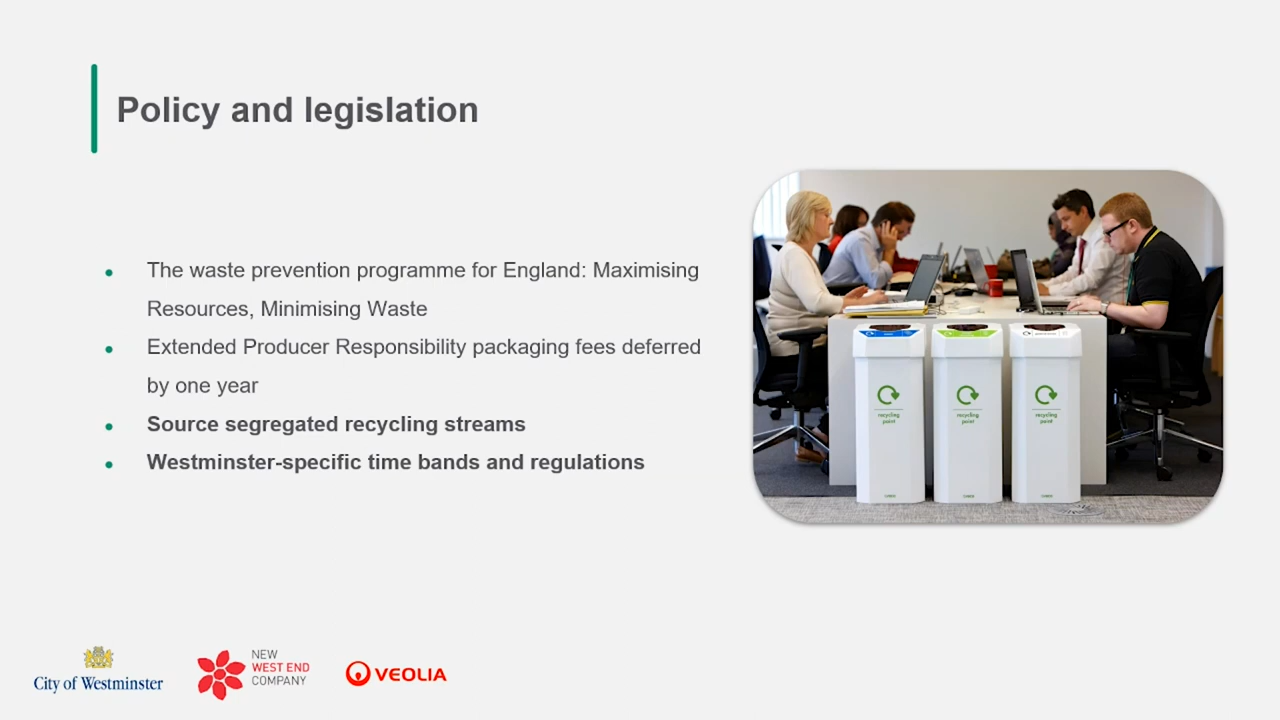 Policy and legislation
The waste prevention programme for England: Maximising
Resources, Minimising Waste
Extended Producer Responsibility packaging fees deferred
by one year
Source segregated recycling streams
Westminster-specific time bands and regulations
recycling
point
recycling
point
recycling
point
City of Westminster
NEW
WEST END
COMPANY
VEOLIA